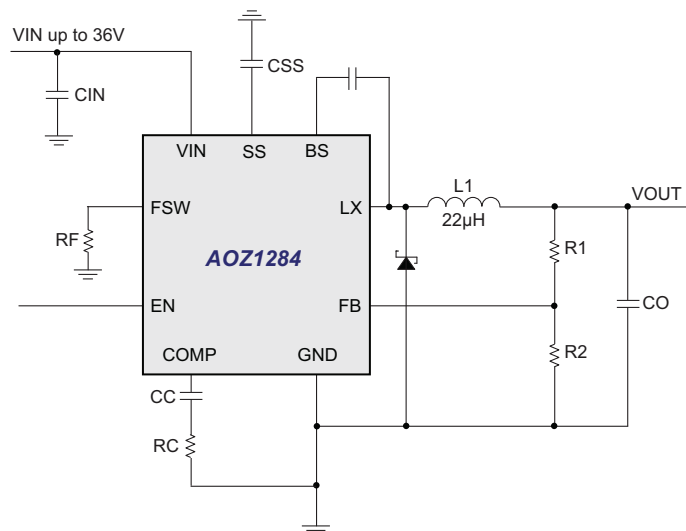 VIN up to 36V
CIN
CSS
VIN
SS
BS
FSW
LX
L1
22µH
VOUT
RF
AOZ1284
R1
EN
FB
CO
R2
COMP
GND
CC
RC